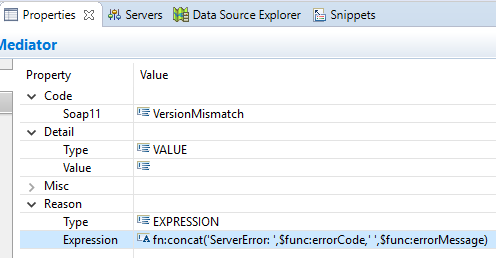 Properties Servers Data Source Explorer Snippets
Mediator
Property Value
Code
Soap11 VersionMismatch
Detail
Type VALUE
Value
Misc
Reason
Type EXPRESSION
Expression fn:concat('ServerError: ',$func:errorCode,' ',$func:errorMessage)